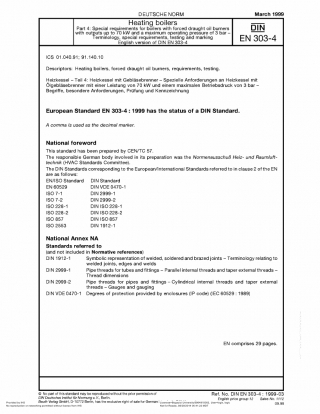 DEUTSCHE NORM
March 1999
Heating boilers
Part 4: Special requirements for boilers with forced draught oil burners
with outputs up to 70 kW and a maximum operating pressure of 3 bar –
Terminology, special requirements, testing and marking
English version of DIN EN 303-4
DIN
EN 303-4
ICS 01.040.91; 91.140.10
Descriptors: Heating boilers, forced draught oil burners, requirements, testing.
Heizkessel – Teil 4: Heizkessel mit Gebläsebrenner – Spezielle Anforderungen an Heizkessel mit
Ölgebläsebrenner mit einer Leistung von 70 kW und einem maximalen Betriebsdruck von 3 bar –
Begriffe, besondere Anforderungen, Prüfung und Kennzeichnung
European Standard EN 303-4 : 1999 has the status of a DIN Standard.
A comma is used as the decimal marker.
National foreword
This standard has been prepared by CEN/TC 57.
The responsible German body involved in its preparation was the Normenausschuß Heiz- und Raumluft-
technik (HVAC Standards Committee).
The DIN Standards corresponding to the European/International Standards referred to in clause 2 of the EN
are as follows:
EN/ISO Standard DIN Standard
EN 60529 DIN VDE 0470-1
ISO 7-1 DIN 2999-1
ISO 7-2 DIN 2999-2
ISO 228-1 DIN ISO 228-1
ISO 228-2 DIN ISO 228-2
ISO 857 DIN ISO 857
ISO 2553 DIN 1912-1
National Annex NA
Standards referred to
(and not included in Normative references)
DIN 1912-1 Symbolic representation of welded, soldered and brazed joints – Terminology relating to
welded joints, edges and welds
DIN 2999-1 Pipe threads for tubes and fittings – Parallel internal threads and taper external threads –
Thread dimensions
DIN 2999-2 Pipe threads for pipes and fittings - Cylindrical internal threads and taper external
threads – Gauges and gauging
DIN VDE 0470-1 Degrees of protection provided by enclosures (IP code) (IEC 60529 : 1989)
EN comprises 29 pages.
© No part of this standard may be reproduced without the prior permission of
DIN Deutsches Institut für Normung e.V., Berlin.
Beuth Verlag GmbH, D-10772 Berlin, has the exclusive right of sale for German
Ref. No. DIN EN 303-4 : 1999-03
English price group 12 Sales No. 1112